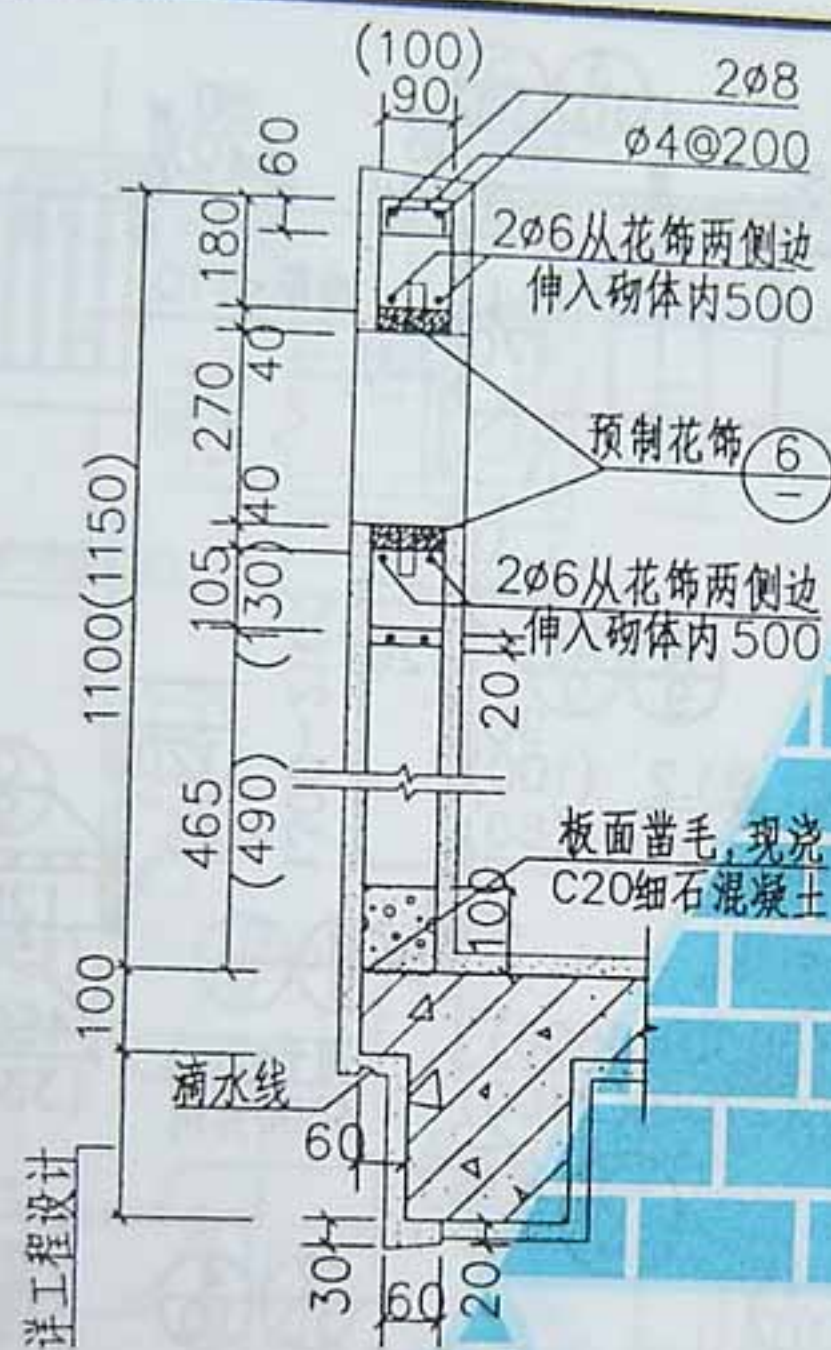 (100)
90
2ø8
ø4@200
60
180
2ø6从花饰两侧边
伸入砌体内500
40
270
预制花饰
6
-
40
1100(1150)
105
(130)
2ø6从花饰两侧边
伸入砌体内500
20
465
(490)
板面凿毛,现浇
C20细石混凝土
100
100
滴水线
60
详工程设计
30
60
20